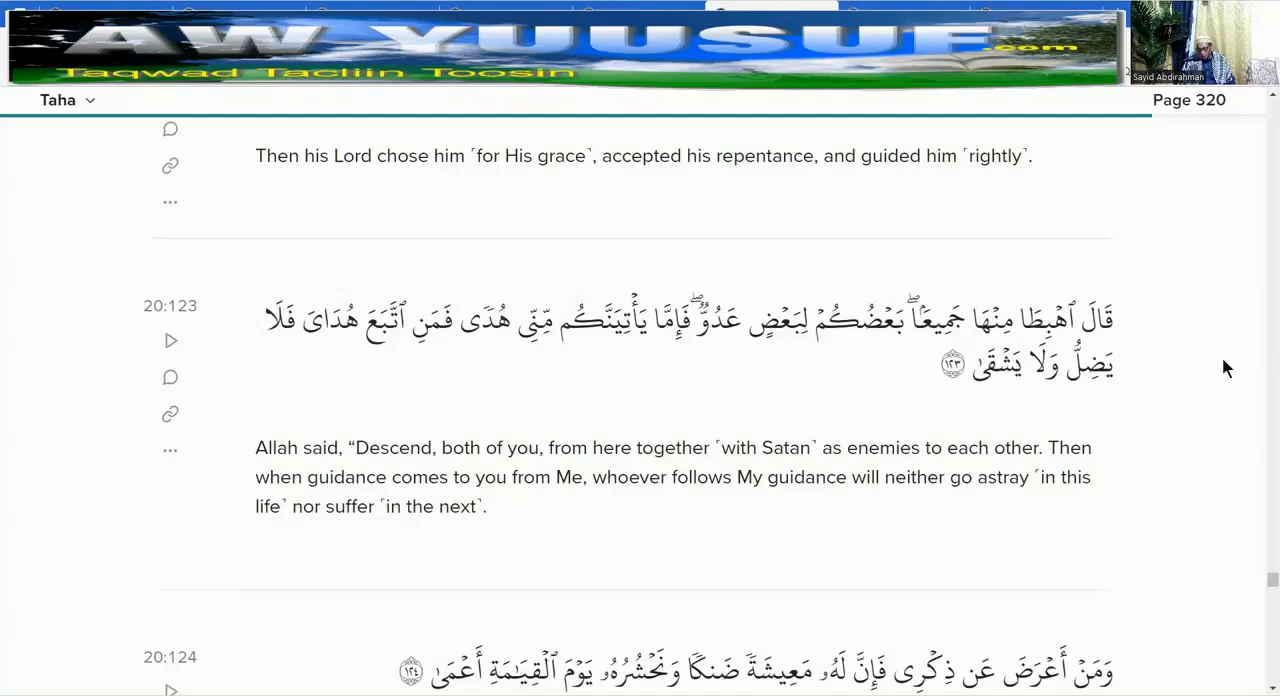 AW YUUSUF.com
Taqwad Tacliin Toosin
Sayid Abdirahman
Taha
Page 320
Then his Lord chose him ˹for His grace˺, accepted his repentance, and guided him ˹rightly˺.
20:123
قَالَ ٱهْبِطَا مِنْهَا جَمِيعًۢا ۖ بَعْضُكُمْ لِبَعْضٍ عَدُوٌّۭ ۖ فَإِمَّا يَأْتِيَنَّكُم مِّنِّى هُدًۭى فَمَنِ ٱتَّبَعَ هُدَاىَ فَلَا
يَضِلُّ وَلَا يَشْقَىٰ ١٢٣
Allah said, “Descend, both of you, from here together ˹with Satan˺ as enemies to each other. Then
when guidance comes to you from Me, whoever follows My guidance will neither go astray ˹in this
life˺ nor suffer ˹in the next˺.
20:124
وَمَنْ أَعْرَضَ عَن ذِكْرِى فَإِنَّ لَهُۥ مَعِيشَةًۭ ضَنكًۭا وَنَحْشُرُهُۥ يَوْمَ ٱلْقِيَـٰمَةِ أَعْمَىٰ ١٢٤